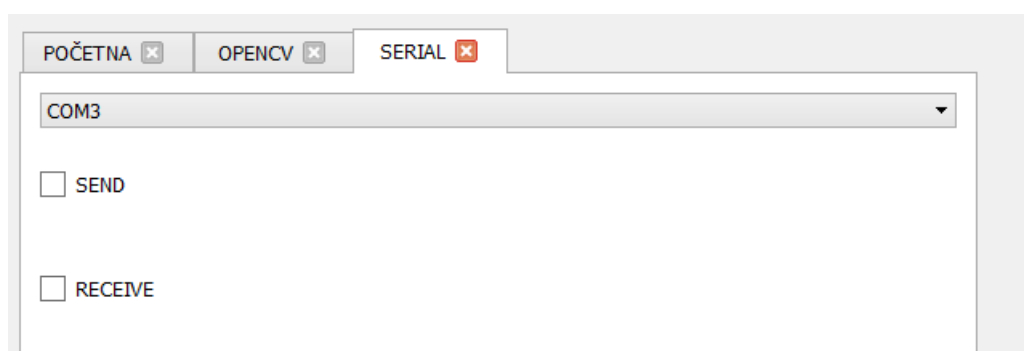 POČETNA OPENCV SERIAL
COM3
SEND
RECEIVE